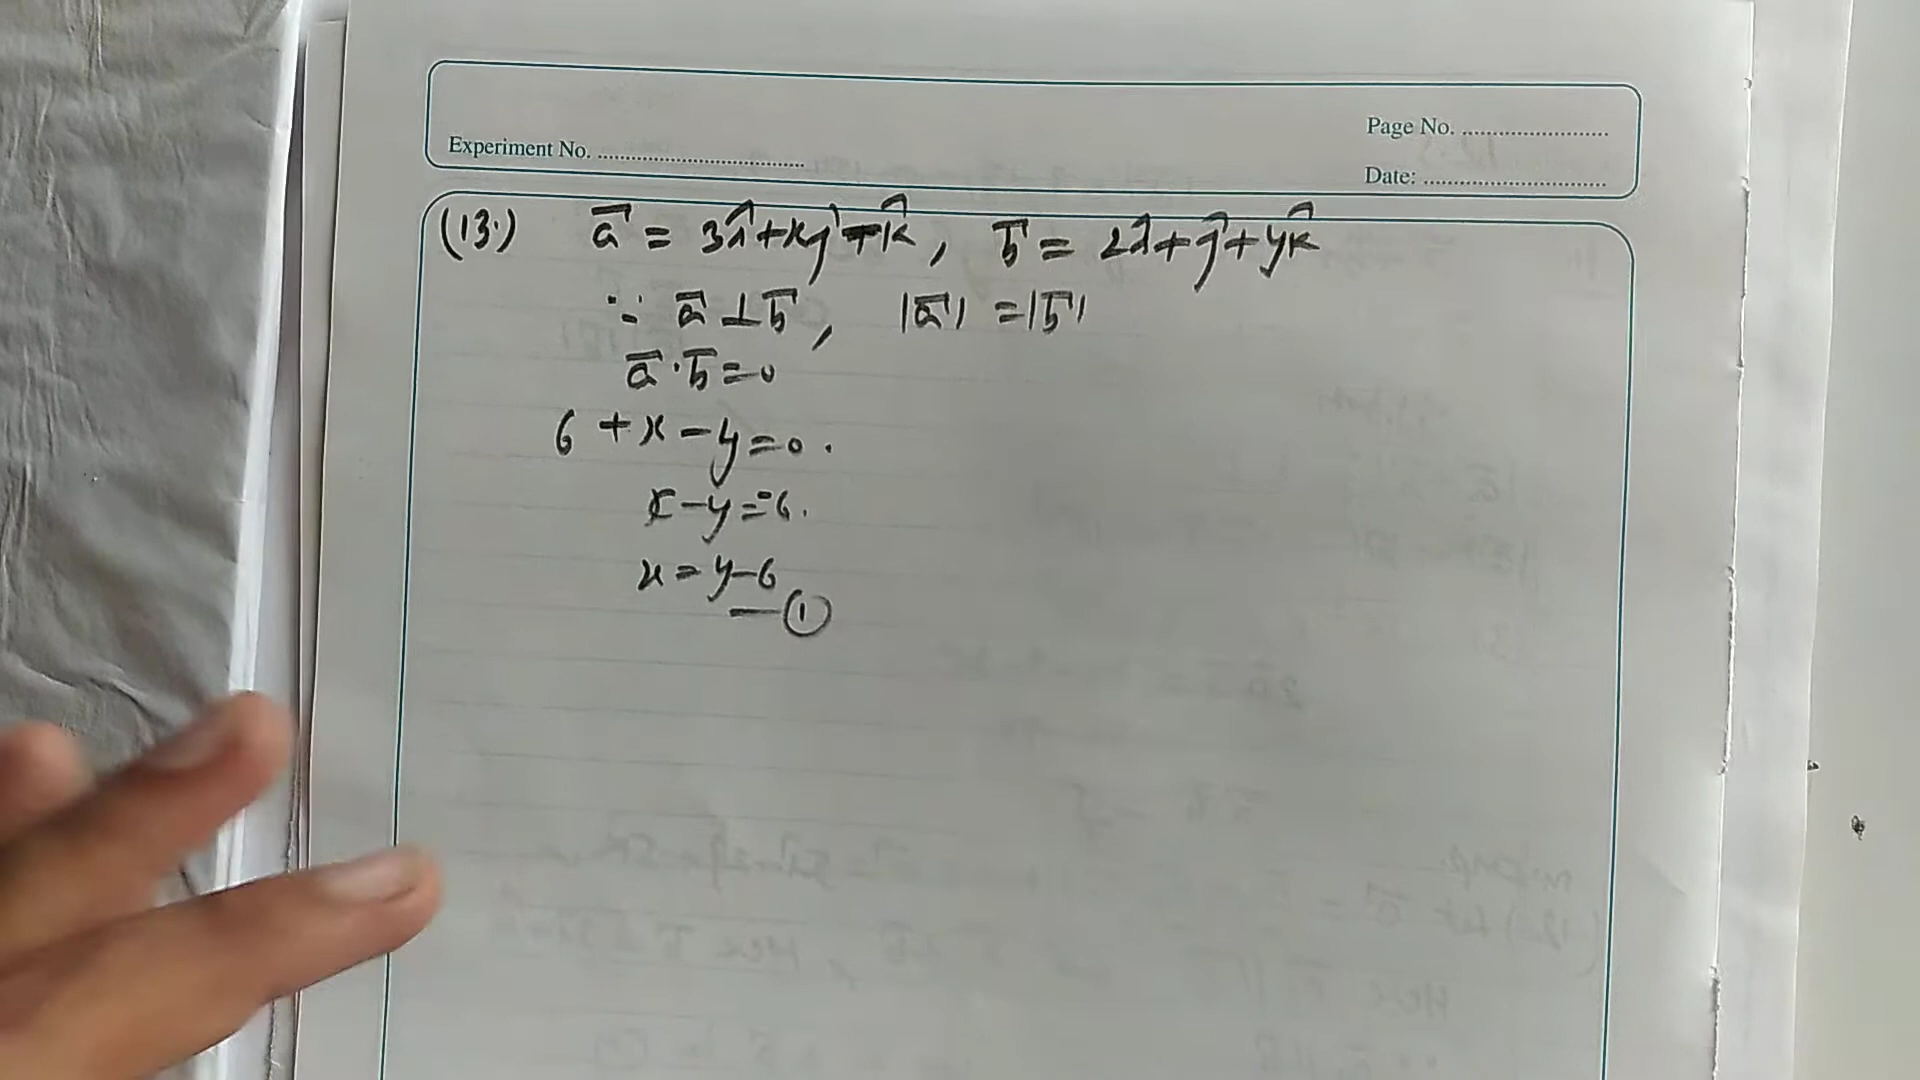 Page No. ........................
Experiment No. ..................................
Date: ..............................
(13.) a⃗ = 3î+xĵ-k̂, b⃗ = 2î+ĵ+yk̂
∵ a⃗ ⊥ b⃗, |a⃗| = |b⃗|
a⃗·b⃗=0
6 + x - y = 0.
x-y=-6.
x = y-6
— ①